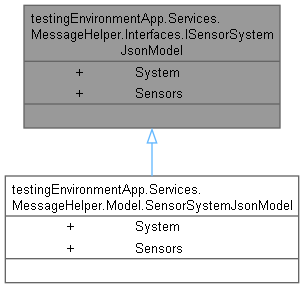 testingEnvironmentApp.Services.
MessageHelper.Interfaces.ISensorSystem
JsonModel
+ System
+ Sensors
testingEnvironmentApp.Services.
MessageHelper.Model.SensorSystemJsonModel
+ System
+ Sensors